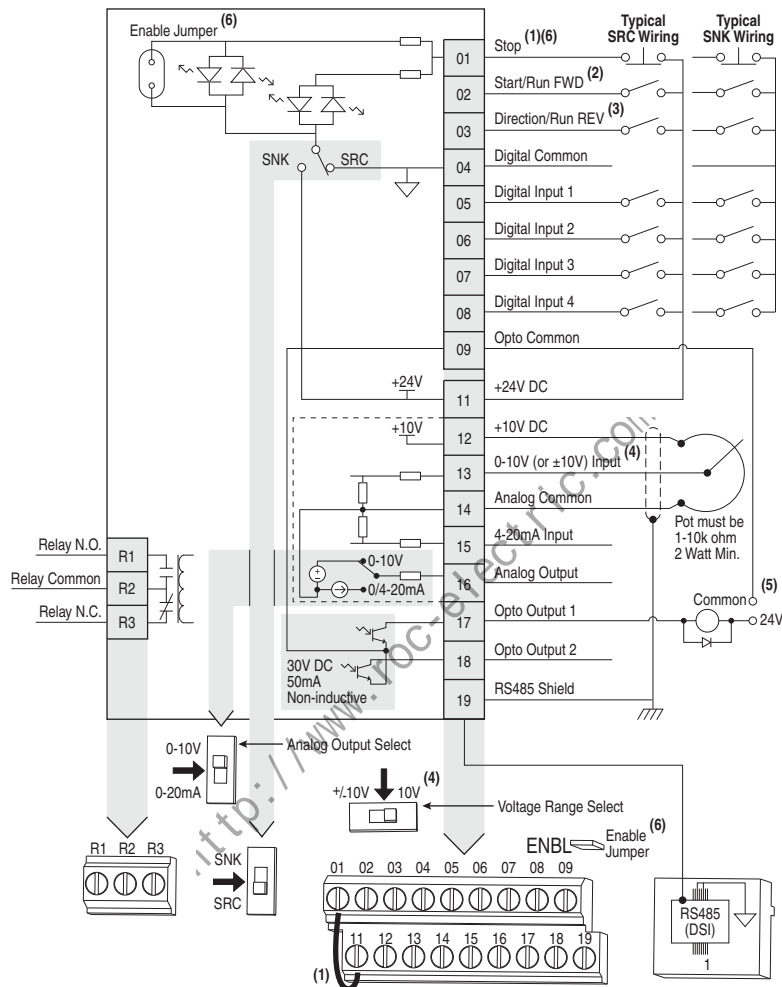 Enable Jumper (6)
Typical
SRC Wiring
Typical
SNK Wiring
01 Stop (1)(6)
02 Start/Run FWD (2)
03 Direction/Run REV (3)
SNK SRC
04 Digital Common
05 Digital Input 1
06 Digital Input 2
07 Digital Input 3
08 Digital Input 4
09 Opto Common
+24V 11 +24V DC
+10V 12 +10V DC
13 0-10V (or ±10V) Input (4)
14 Analog Common
Pot must be
1-10k ohm
2 Watt Min.
15 4-20mA Input
0-10V
0/4-20mA
16 Analog Output
Relay N.O. R1
Relay Common R2
Relay N.C. R3
17 Opto Output 1
Common (5)
24V
18 Opto Output 2
30V DC
50mA
Non-inductive
19 RS485 Shield
http://www.roc-electric.com
0-10V
0-20mA
Analog Output Select
+/-10V 10V (4)
Voltage Range Select
ENBL Enable
Jumper (6)
R1 R2 R3
SNK
SRC
01 02 03 04 05 06 07 08 09
11 12 13 14 15 16 17 18 19
(1)
RS485
(DSI)
1